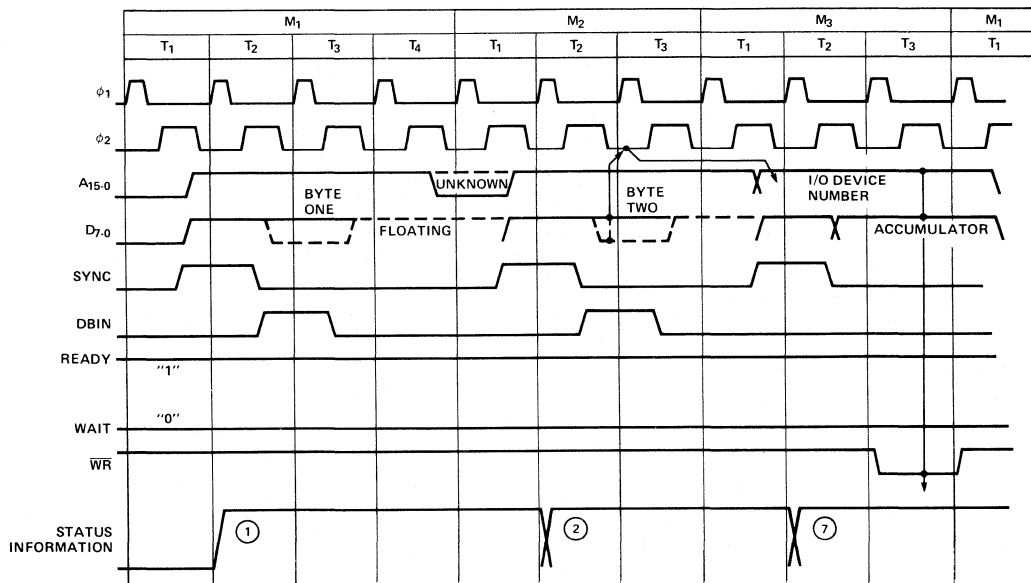 M1 M2 M3 M1
T1 T2 T3 T4 T1 T2 T3 T1 T2 T3 T1
ϕ1
ϕ2
A15-0 UNKNOWN
BYTE ONE
BYTE TWO
I/O DEVICE NUMBER
D7-0 FLOATING ACCUMULATOR
SYNC
DBIN
READY
"1"
"0"
WAIT
WR
STATUS INFORMATION
1 2 7